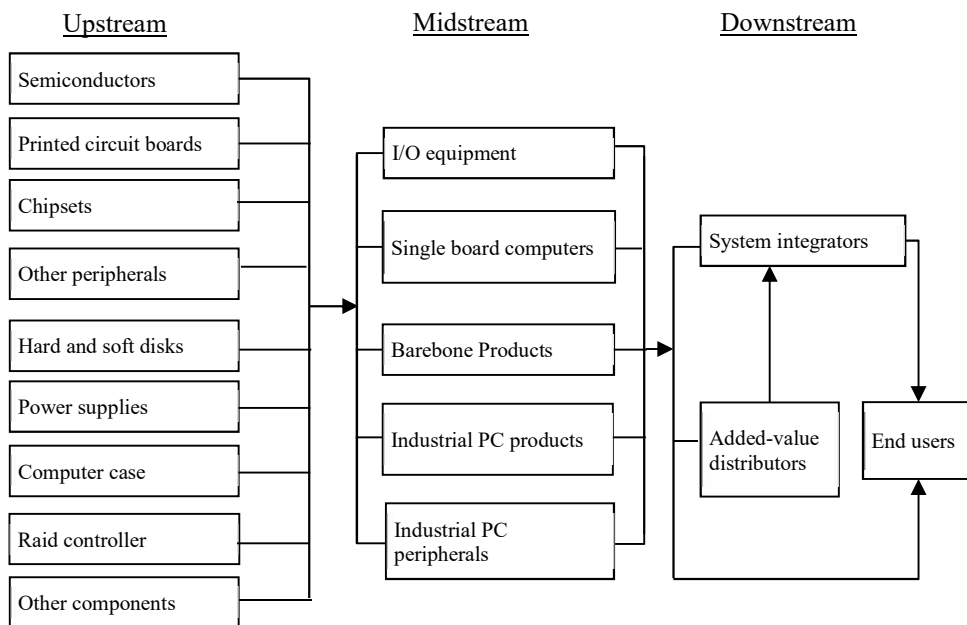 Upstream
Semiconductors
Printed circuit boards
Chipsets
Other peripherals
Hard and soft disks
Power supplies
Computer case
Raid controller
Other components
Midstream
I/O equipment
Single board computers
Barebone Products
Industrial PC products
Industrial PC
peripherals
Downstream
System integrators
Added-value
distributors
End users